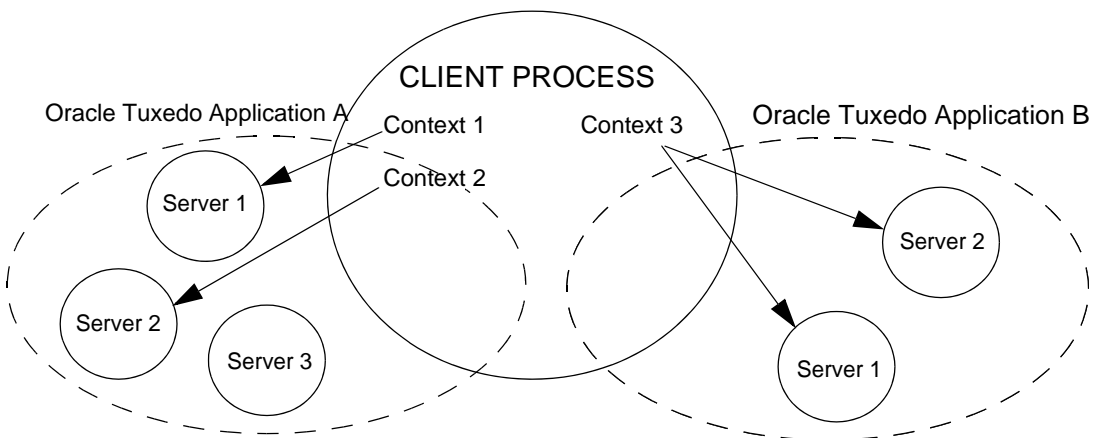 CLIENT PROCESS
Oracle Tuxedo Application A
Oracle Tuxedo Application B
Context 1
Context 3
Context 2
Server 1
Server 2
Server 2
Server 3
Server 1